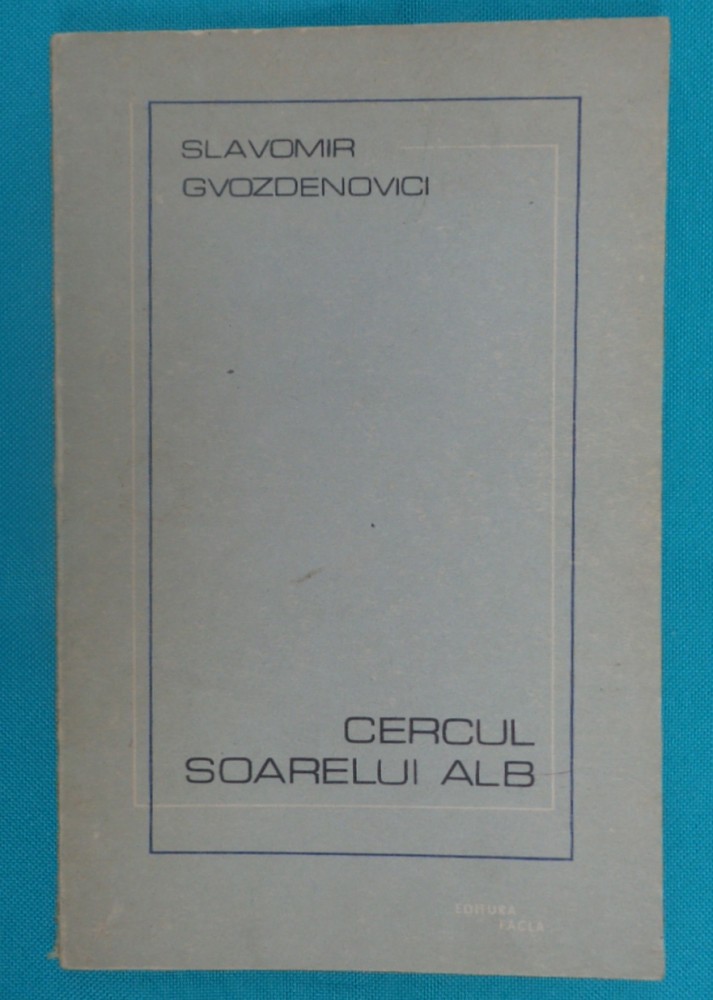 SLAVOMIR
GVOZDENOVICI
CERCUL
SOARELUI ALB
EDITURA
FACLA